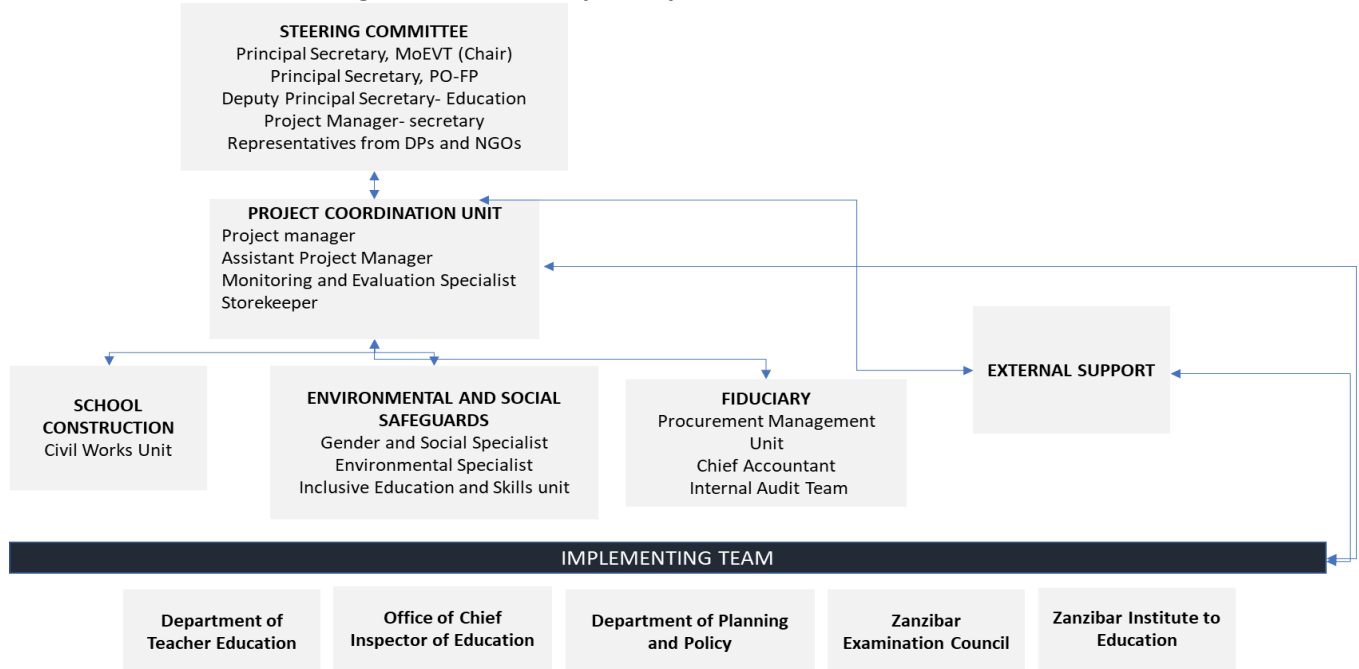 STEERING COMMITTEE
Principal Secretary, MoEVT (Chair)
Principal Secretary, PO-FP
Deputy Principal Secretary- Education
Project Manager- secretary
Representatives from DPs and NGOs
PROJECT COORDINATION UNIT
Project manager
Assistant Project Manager
Monitoring and Evaluation Specialist
Storekeeper
EXTERNAL SUPPORT
SCHOOL
CONSTRUCTION
Civil Works Unit
ENVIRONMENTAL AND SOCIAL
SAFEGUARDS
Gender and Social Specialist
Environmental Specialist
Inclusive Education and Skills unit
FIDUCIARY
Procurement Management
Unit
Chief Accountant
Internal Audit Team
IMPLEMENTING TEAM
Department of
Teacher Education
Office of Chief
Inspector of Education
Department of Planning
and Policy
Zanzibar
Examination Council
Zanzibar Institute to
Education